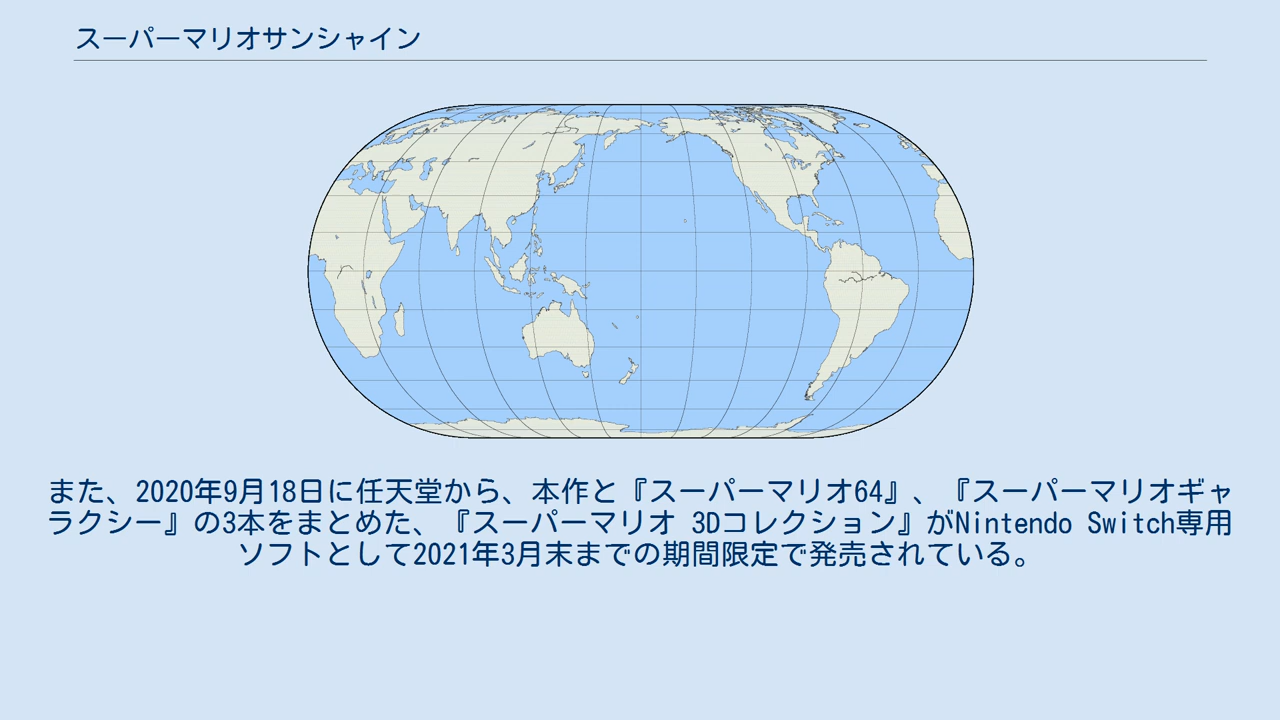 スーパーマリオサンシャイン
また、2020年9月18日に任天堂から、本作と『スーパーマリオ64』、『スーパーマリオギャ
ラクシー』の3本をまとめた、『スーパーマリオ 3Dコレクション』がNintendo Switch専用
ソフトとして2021年3月末までの期間限定で発売されている。